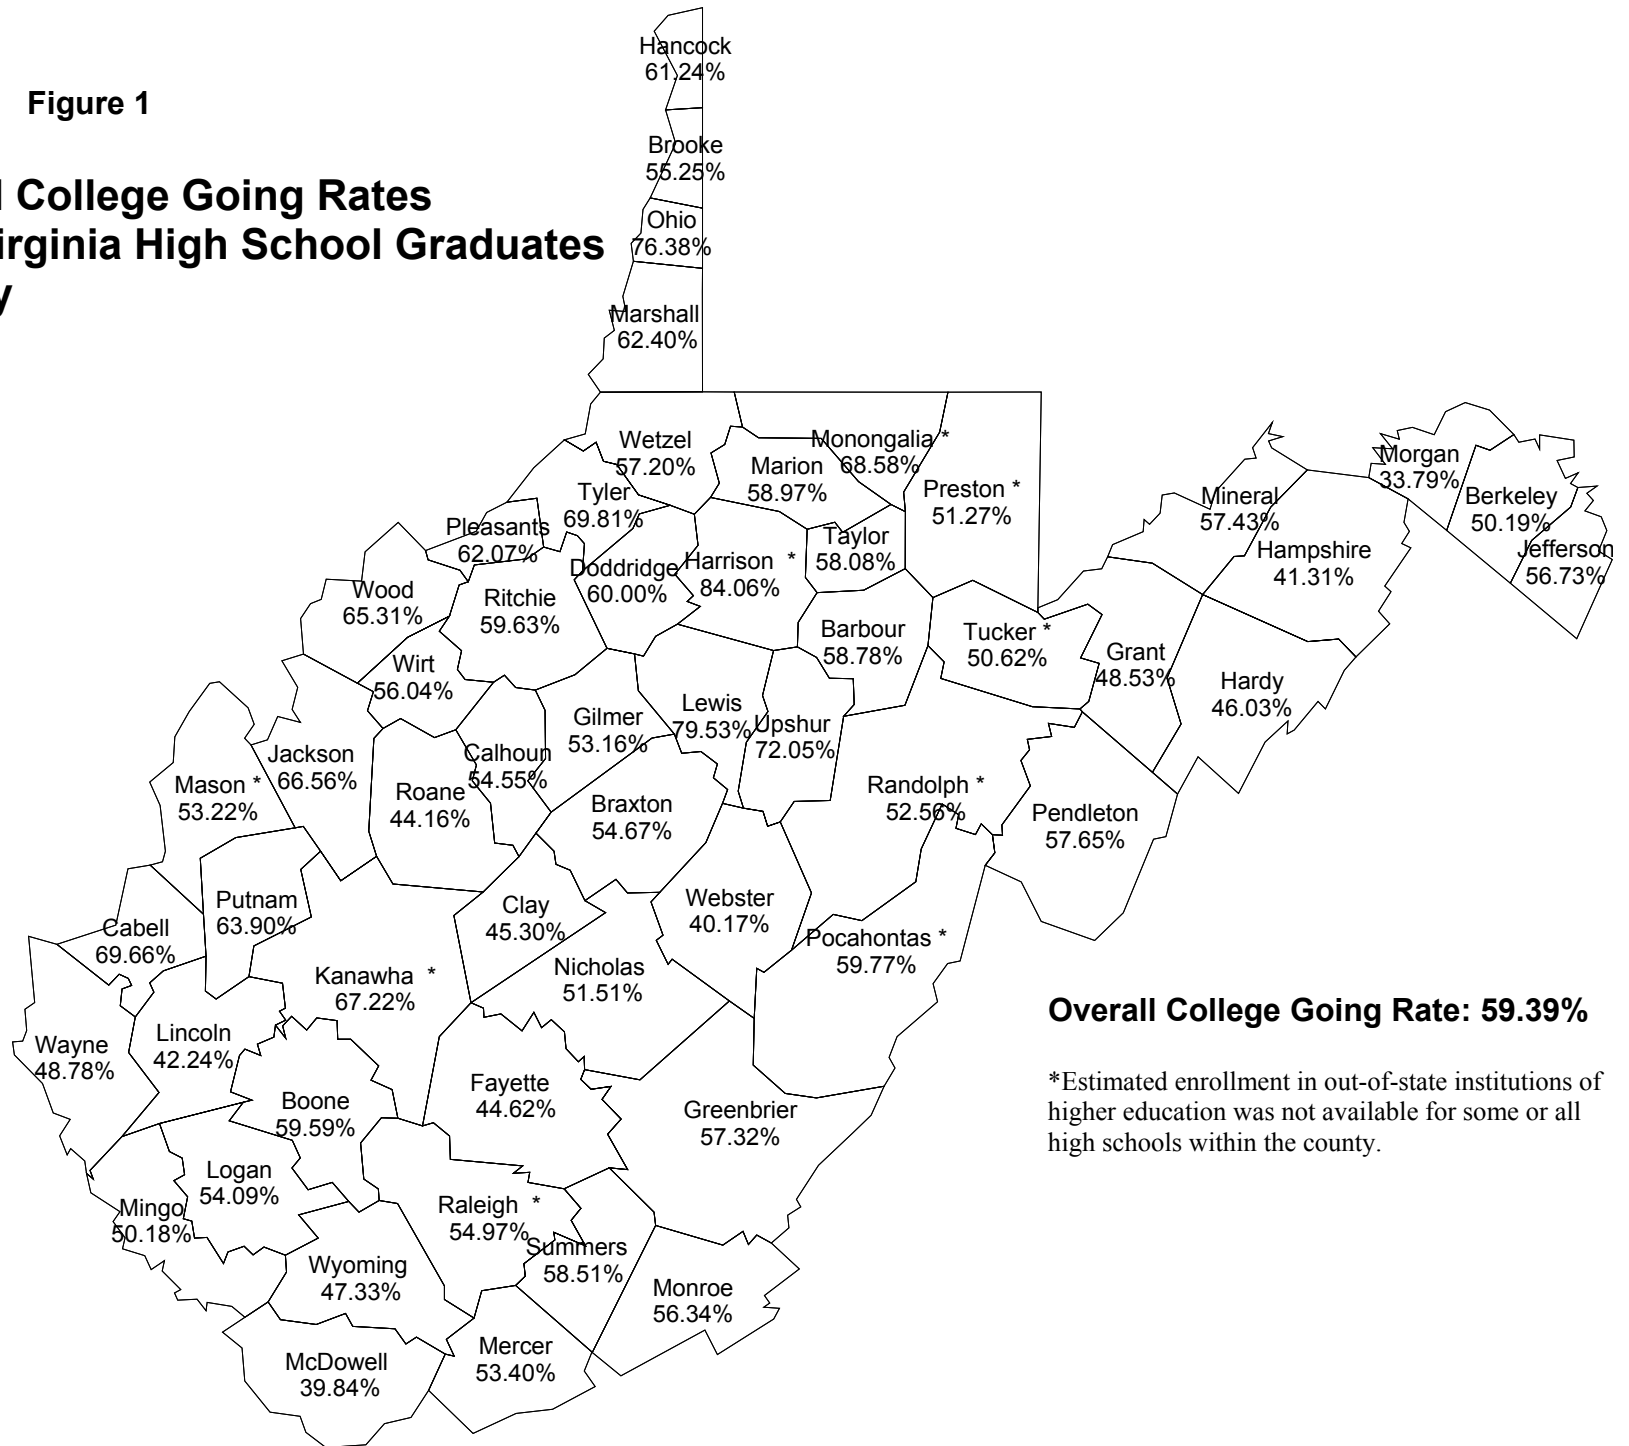 Figure 1
College Going Rates
irginia High School Graduates
y
Hancock
61.24%
Brooke
55.25%
Ohio
76.38%
Marshall
62.40%
Wetzel
57.20%
Monongalia *
68.58%
Marion
58.97%
Preston *
51.27%
Tyler
69.81%
Pleasants
62.07%
Taylor
58.08%
Doddridge
60.00%
Harrison *
84.06%
Morgan
33.79%
Berkeley
50.19%
Jefferson
56.73%
Mineral
57.43%
Hampshire
41.31%
Wood
65.31%
Ritchie
59.63%
Barbour
58.78%
Tucker *
50.62%
Grant
48.53%
Hardy
46.03%
Wirt
56.04%
Gilmer
53.16%
Lewis
79.53%
Upshur
72.05%
Jackson
66.56%
Calhoun
54.55%
Mason *
53.22%
Roane
44.16%
Braxton
54.67%
Randolph *
52.56%
Pendleton
57.65%
Putnam
63.90%
Clay
45.30%
Webster
40.17%
Cabell
69.66%
Pocahontas *
59.77%
Kanawha *
67.22%
Nicholas
51.51%
Overall College Going Rate: 59.39%
Wayne
48.78%
Lincoln
42.24%
Boone
59.59%
Fayette
44.62%
Greenbrier
57.32%
*Estimated enrollment in out-of-state institutions of
higher education was not available for some or all
high schools within the county.
Logan
54.09%
Mingo
50.18%
Raleigh *
54.97%
Summers
58.51%
Wyoming
47.33%
Monroe
56.34%
Mercer
53.40%
McDowell
39.84%